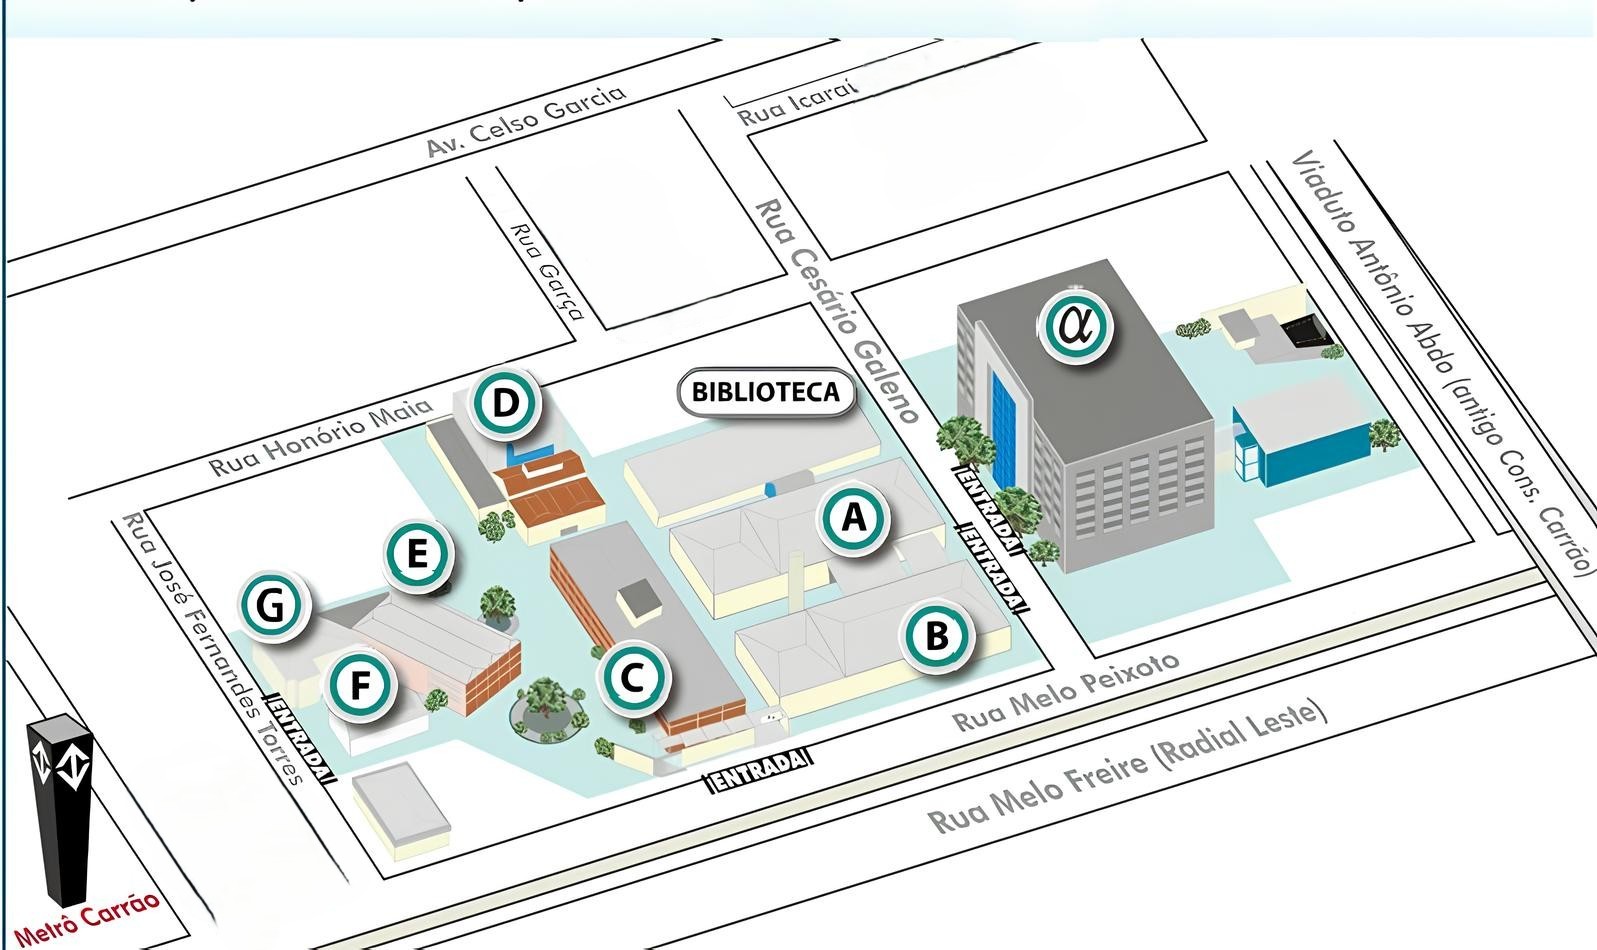 Av. Celso Garcia
Rua Icaraí
Rua Garça
Rua Cesário Galeno
Viaduto Antônio Abdo (antigo Cons. Carrão)
α
BIBLIOTECA
D
Rua Honório Maia
A
ENTRADA
ENTRADA
E
G
Rua José Fernandes Torres
B
F
C
ENTRADA
ENTRADA
Rua Melo Peixoto
Rua Melo Freire (Radial Leste)
Metrô Carrão